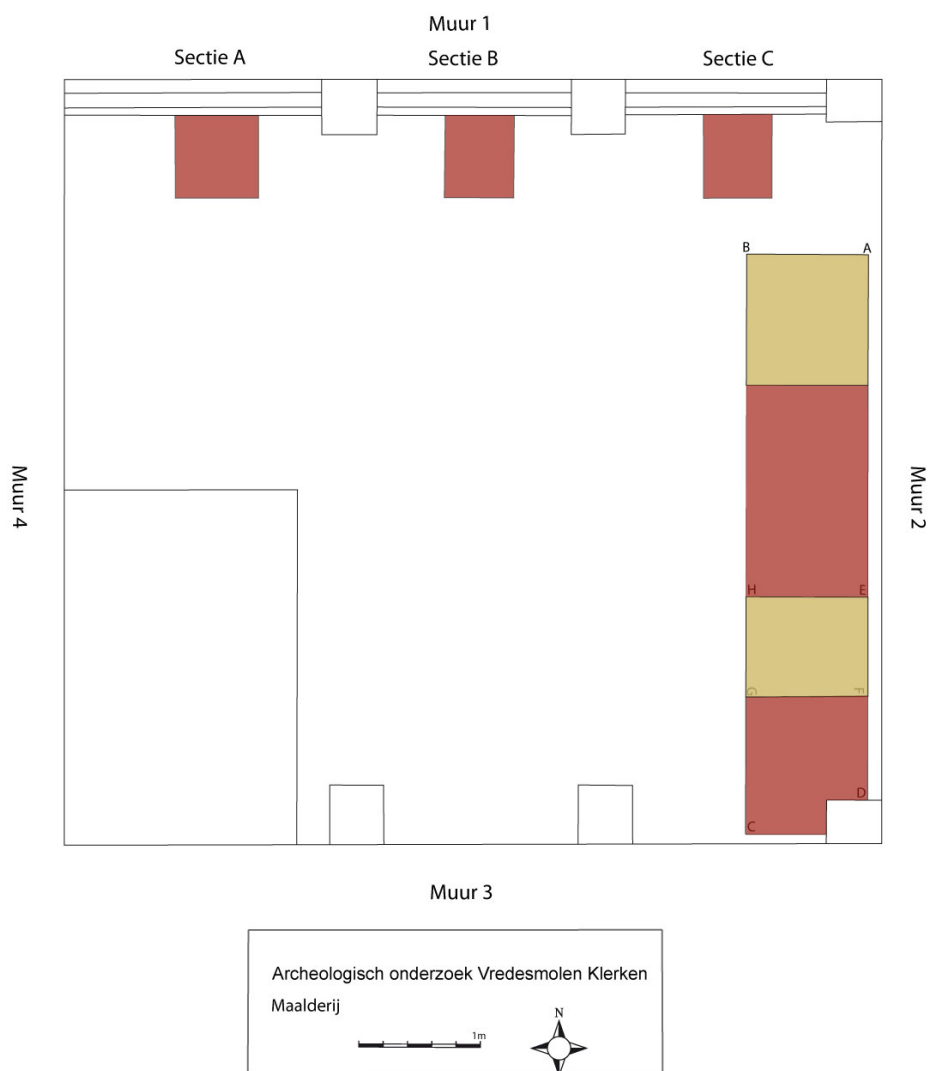 Muur 1
Sectie A
Sectie B
Sectie C
B
A
Muur 4
Muur 2
H
E
G
F
D
C
Muur 3
Archeologisch onderzoek Vredesmolen Klerken
Maalderij
1m
N